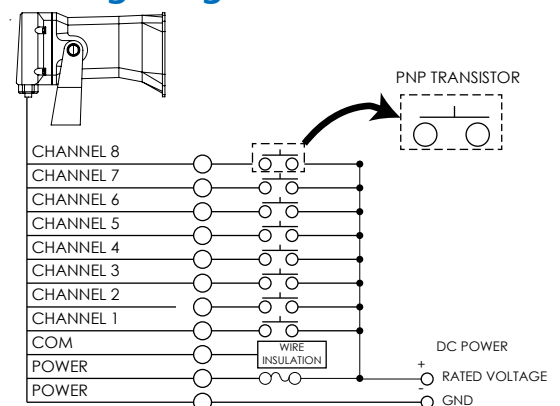 PNP TRANSISTOR
CHANNEL 8
CHANNEL 7
CHANNEL 6
CHANNEL 5
CHANNEL 4
CHANNEL 3
CHANNEL 2
CHANNEL 1
COM
WIRE
INSULATION
DC POWER
POWER
+
RATED VOLTAGE
POWER
-
GND